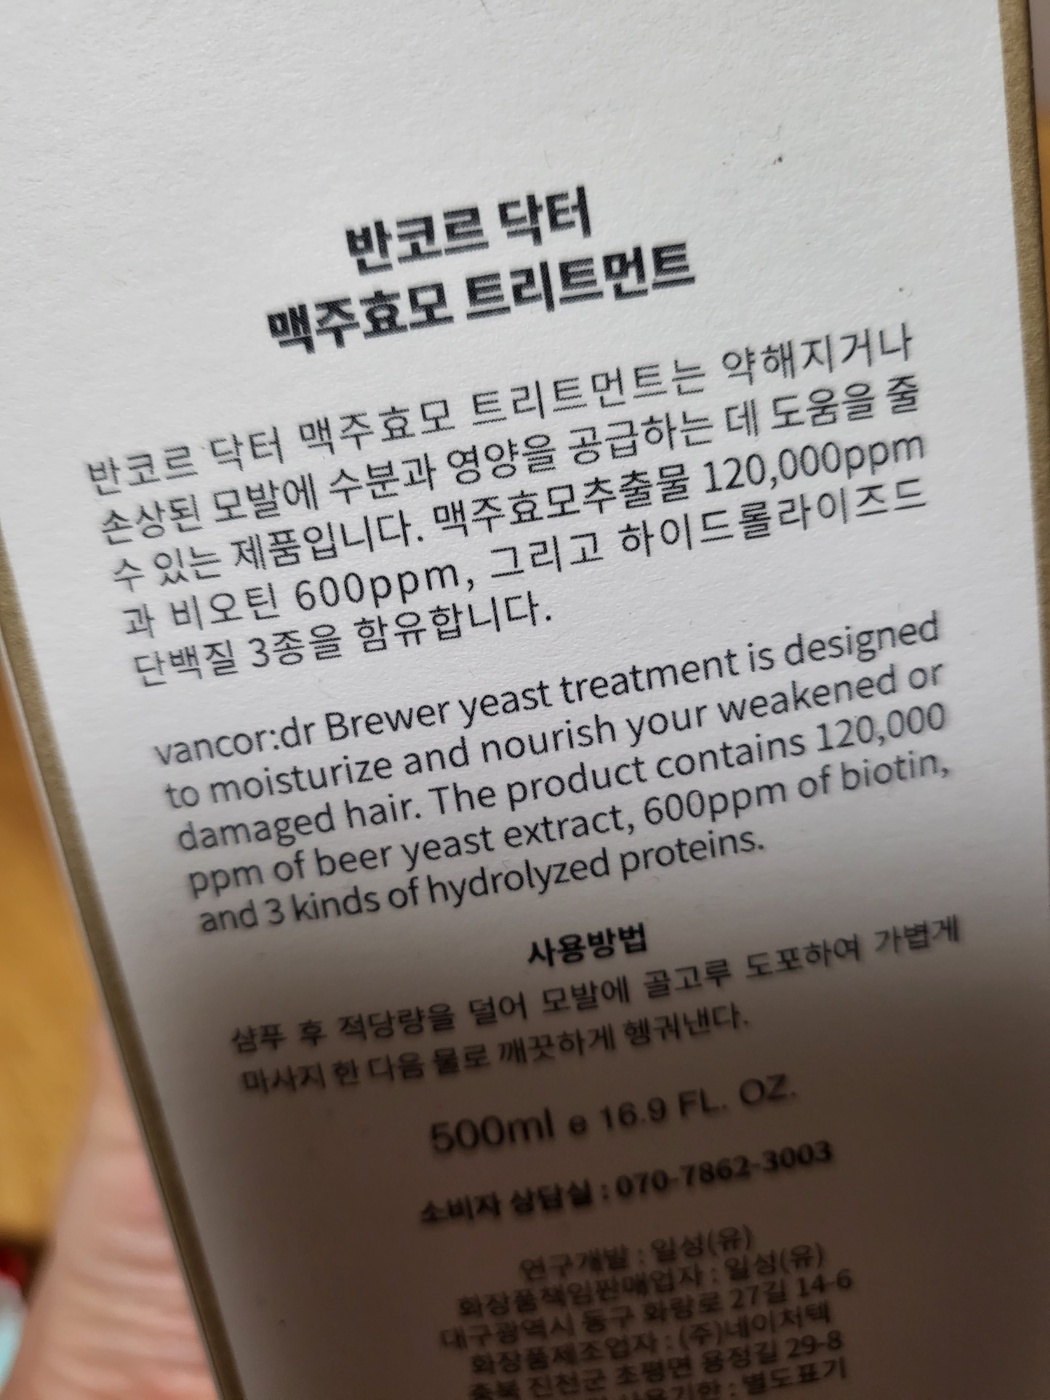 반코르 닥터
맥주효모 트리트먼트
반코르 닥터 맥주효모 트리트먼트는 약해지거나
손상된 모발에 수분과 영양을 공급하는 데 도움을 줄
수 있는 제품입니다. 맥주효모추출물 120,000ppm
과 비오틴 600ppm, 그리고 하이드롤라이즈드
단백질 3종을 함유합니다.
vancor:dr Brewer yeast treatment is designed
to moisturize and nourish your weakened or
damaged hair. The product contains 120,000
ppm of beer yeast extract, 600ppm of biotin,
and 3 kinds of hydrolyzed proteins.
사용방법
샴푸 후 적당량을 덜어 모발에 골고루 도포하여 가볍게
마사지 한 다음 물로 깨끗하게 헹궈낸다.
500ml e 16.9 FL. OZ.
소비자 상담실 : 070-7862-3003
연구개발 : 일성(유)
화장품책임판매업자 : 일성(유)
대구광역시 동구 화랑로 27길 14-6
화장품제조업자 : (주)네이처텍
충북 진천군 초평면 용정길 29-8
사용기한 : 별도표기